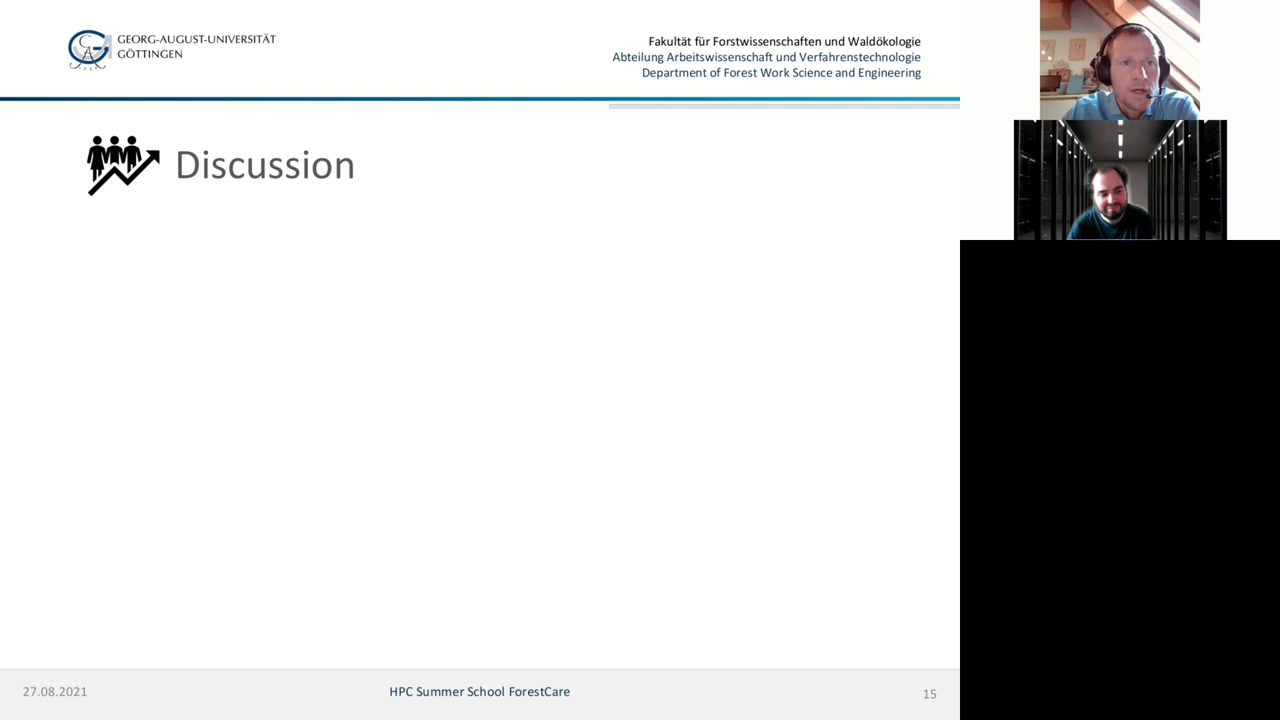 GEORG-AUGUST-UNIVERSITÄT
GÖTTINGEN
Fakultät für Forstwissenschaften und Waldökologie
Abteilung Arbeitswissenschaft und Verfahrenstechnologie
Department of Forest Work Science and Engineering
Discussion
27.08.2021
HPC Summer School ForestCare
15